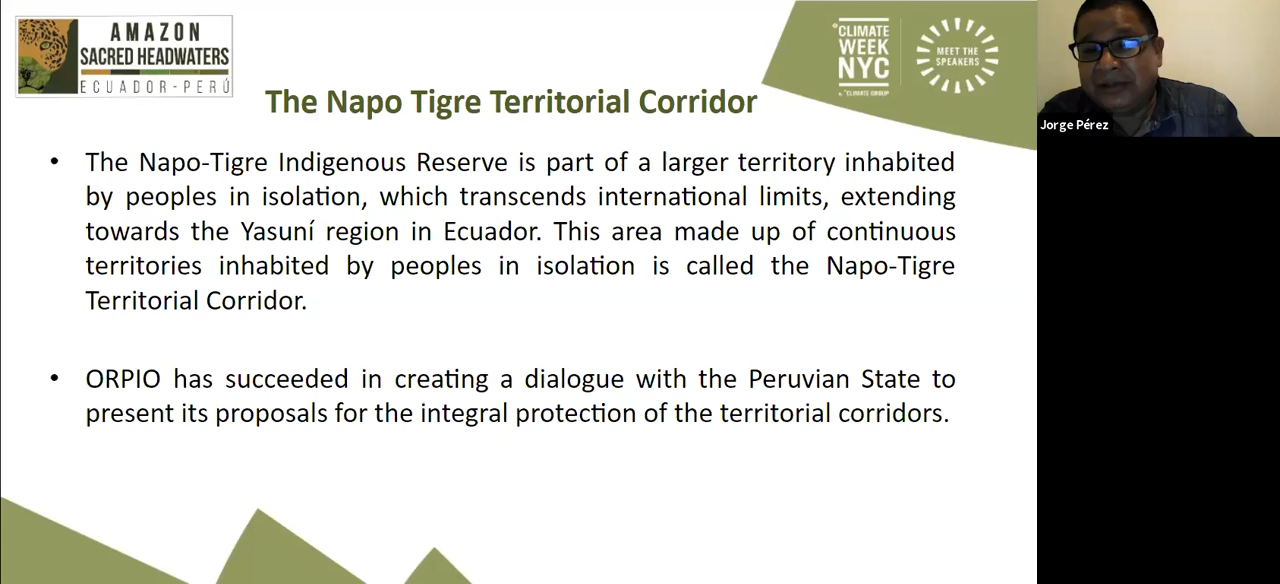 AMAZON
SACRED HEADWATERS
ECUADOR-PERÚ
CLIMATE
WEEK
NYC
CLIMATE GROUP
MEET THE
SPEAKERS
Jorge Pérez
The Napo Tigre Territorial Corridor
• The Napo-Tigre Indigenous Reserve is part of a larger territory inhabited
by peoples in isolation, which transcends international limits, extending
towards the Yasuní region in Ecuador. This area made up of continuous
territories inhabited by peoples in isolation is called the Napo-Tigre
Territorial Corridor.
• ORPIO has succeeded in creating a dialogue with the Peruvian State to
present its proposals for the integral protection of the territorial corridors.